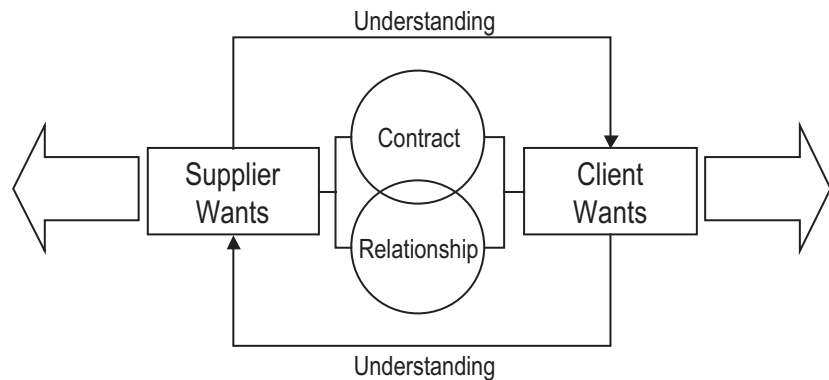 Understanding
Contract
Supplier
Wants
Client
Wants
Relationship
Understanding